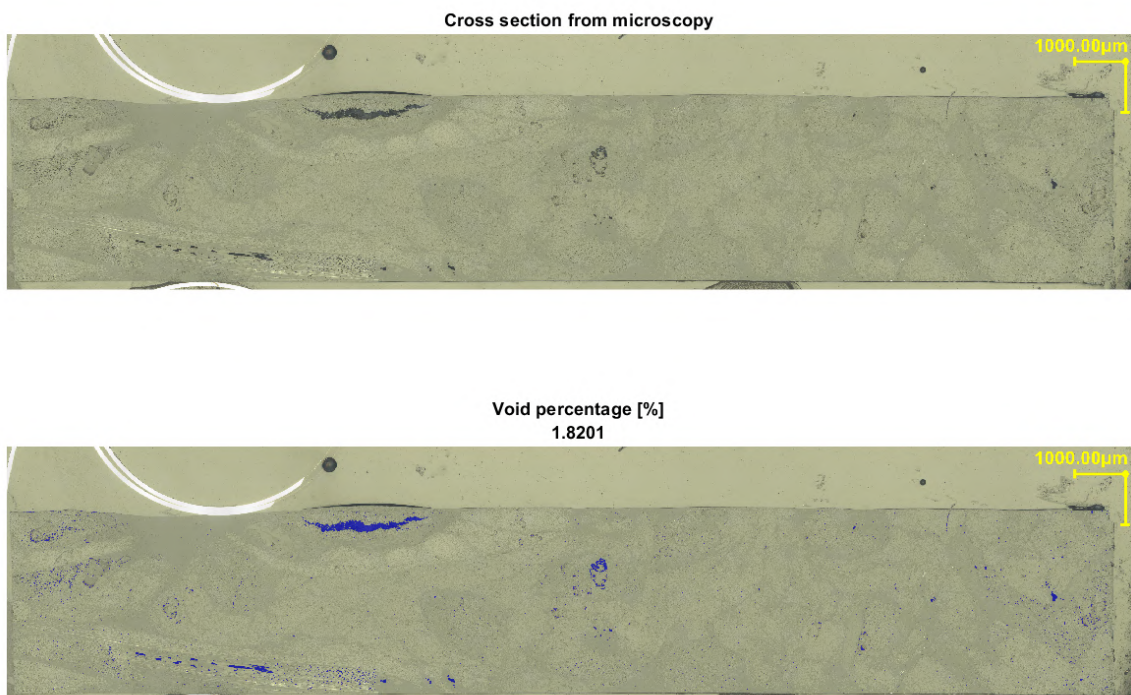 Cross section from microscopy
1000.00µm
Void percentage [%]
1.8201
1000.00µm